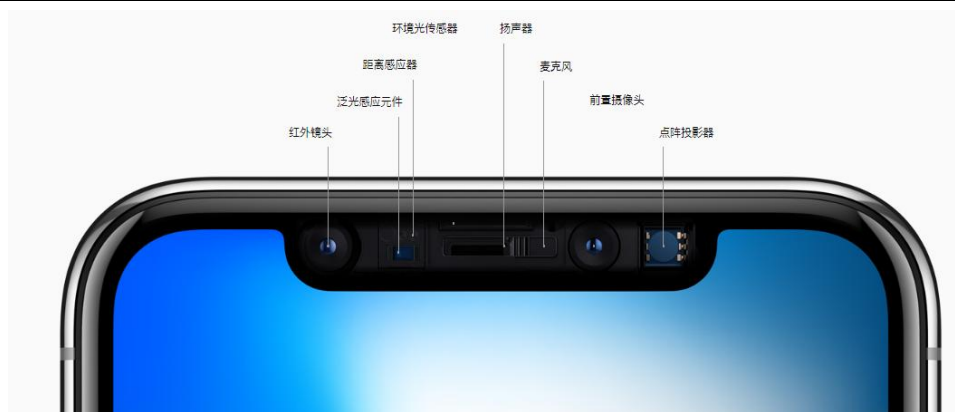 环境光传感器
扬声器
距离感应器
麦克风
泛光感应元件
前置摄像头
红外镜头
点阵投影器